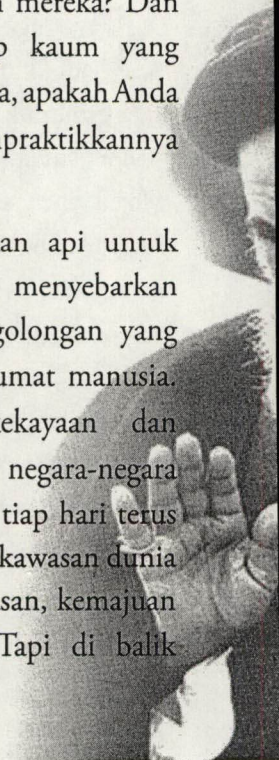 mereka? Dan
kaum yang
a, apakah Anda
praktikkannya
an api untuk
menyebarkan
golongan yang
umat manusia.
ekayaan dan
negara-negara
tiap hari terus
kawasan dunia
san, kemajuan
Tapi di balik